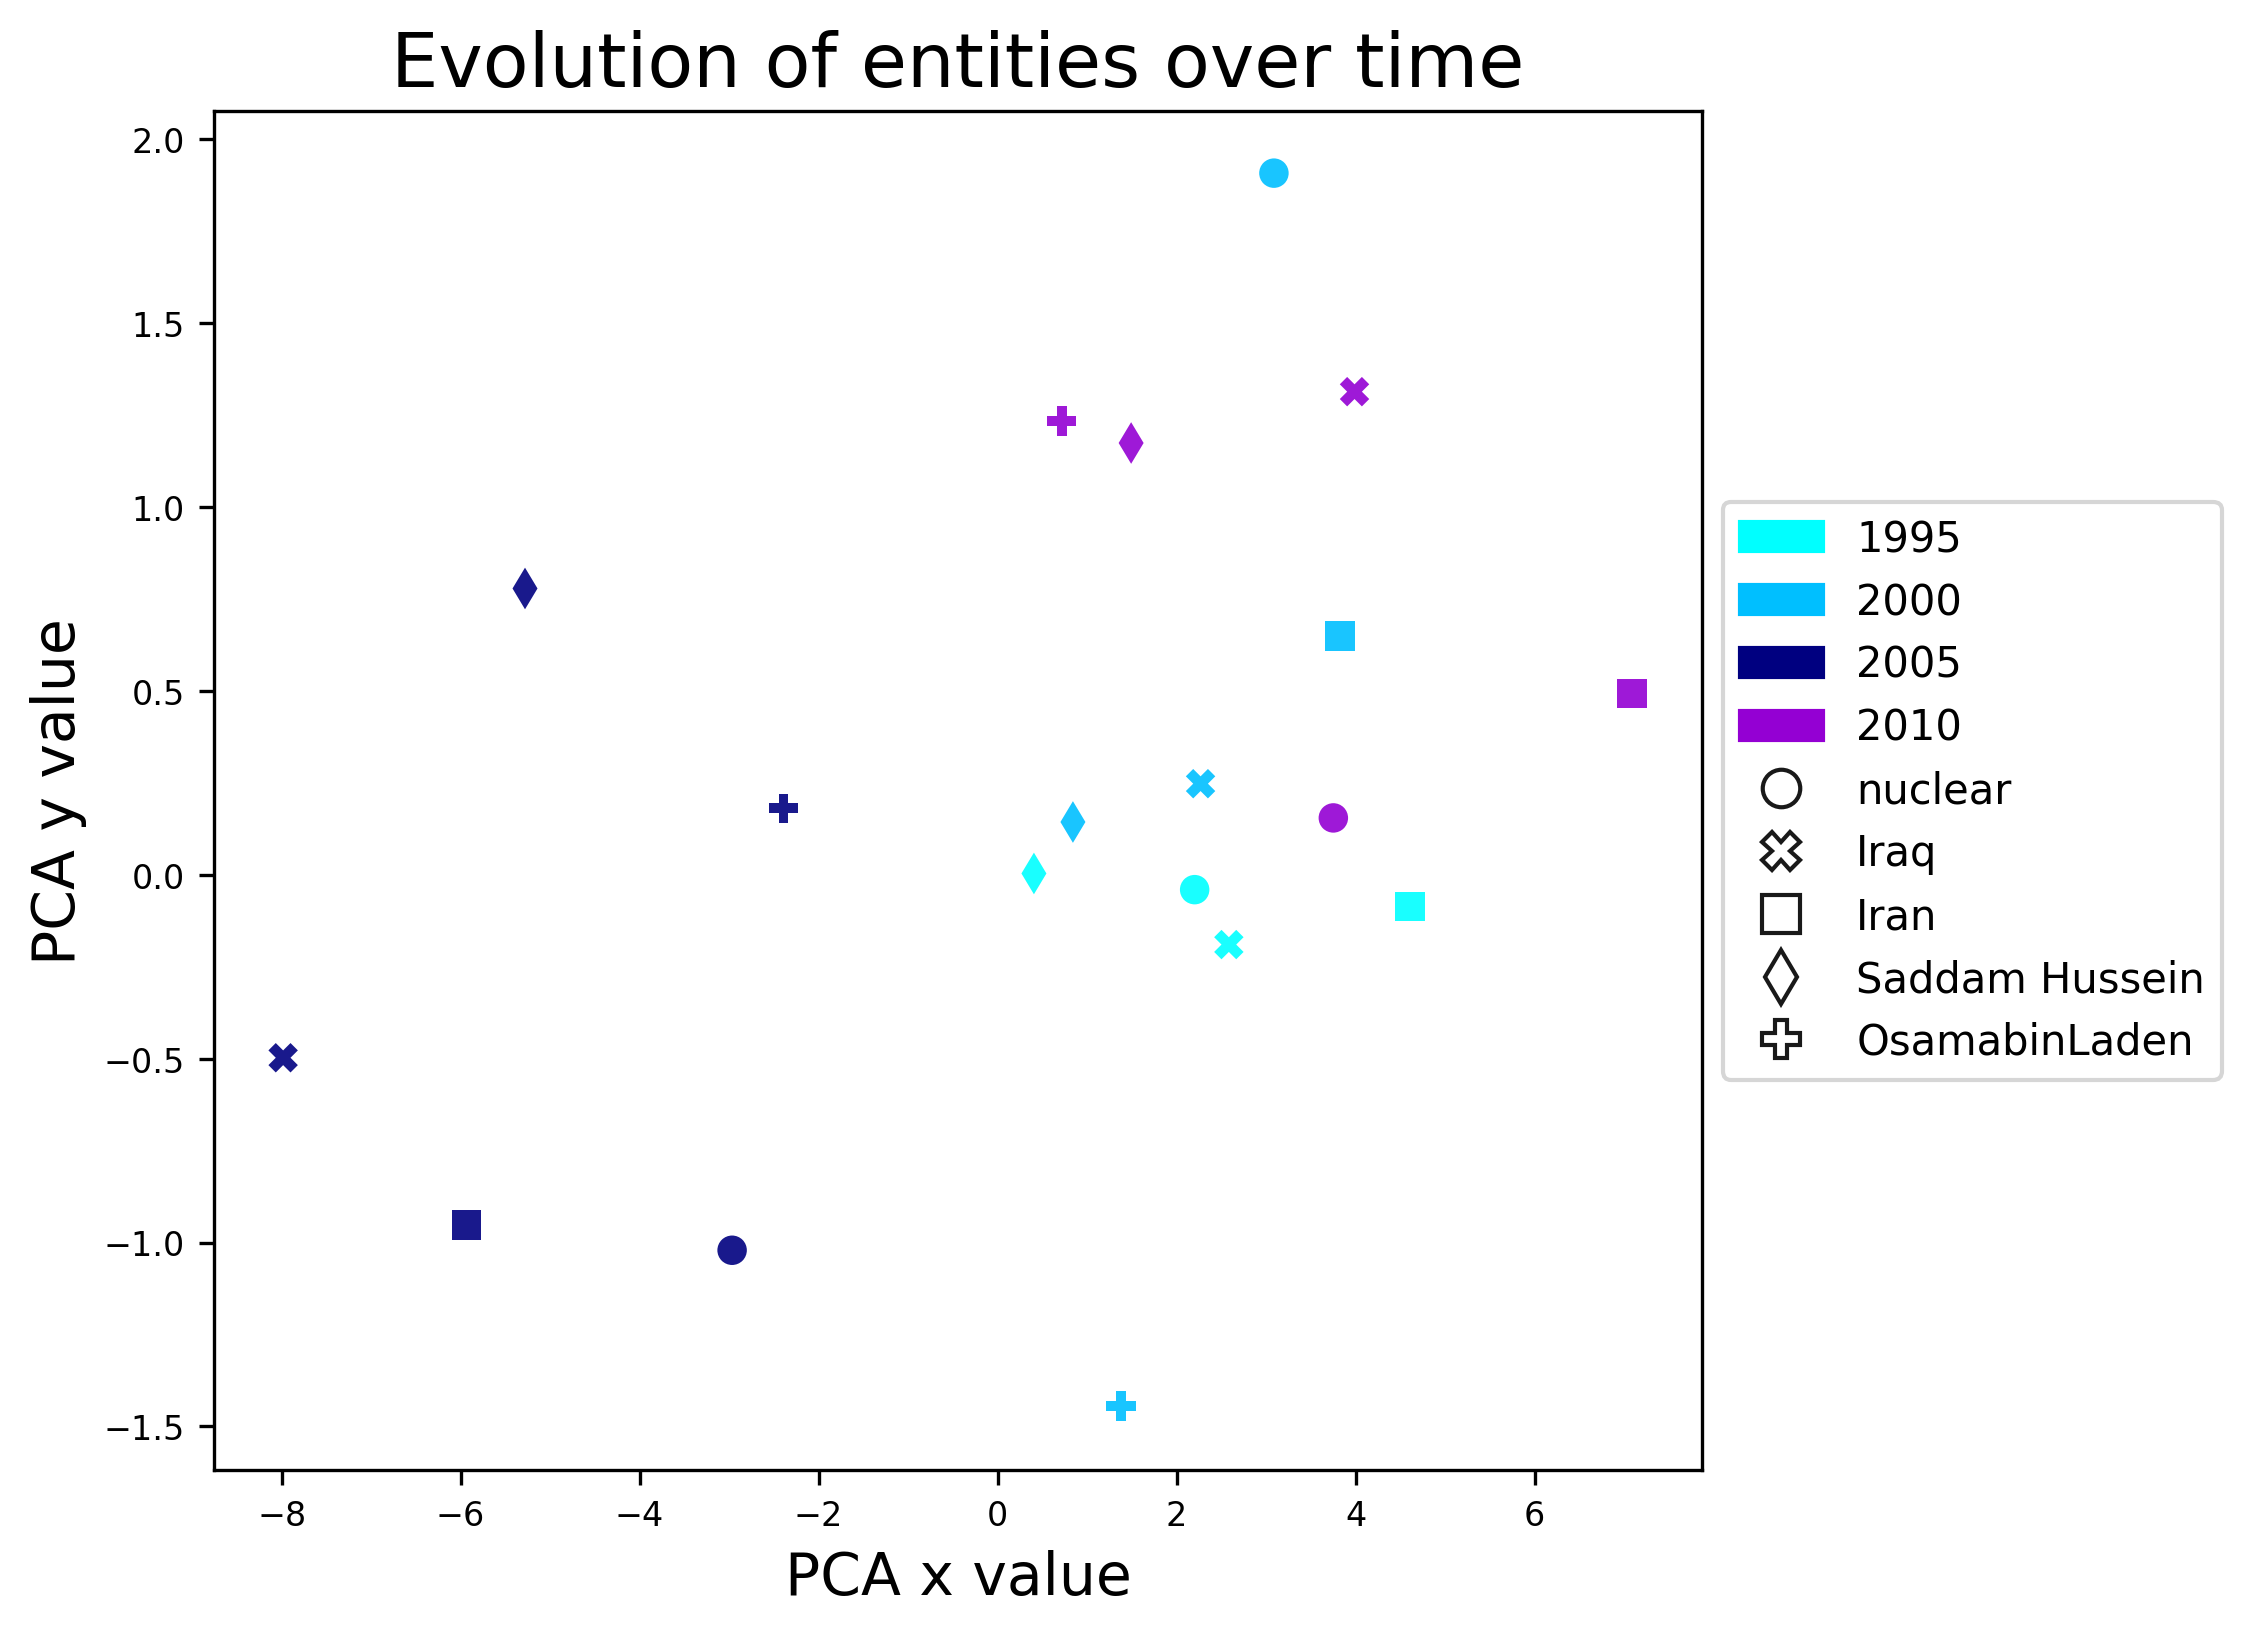 Evolution of entities over time
2.0
1.5
1.0
0.5
0.0
−0.5
−1.0
−1.5
PCA y value
−8 −6 −4 −2 0 2 4 6
PCA x value
1995
2000
2005
2010
nuclear
Iraq
Iran
Saddam Hussein
OsamabinLaden